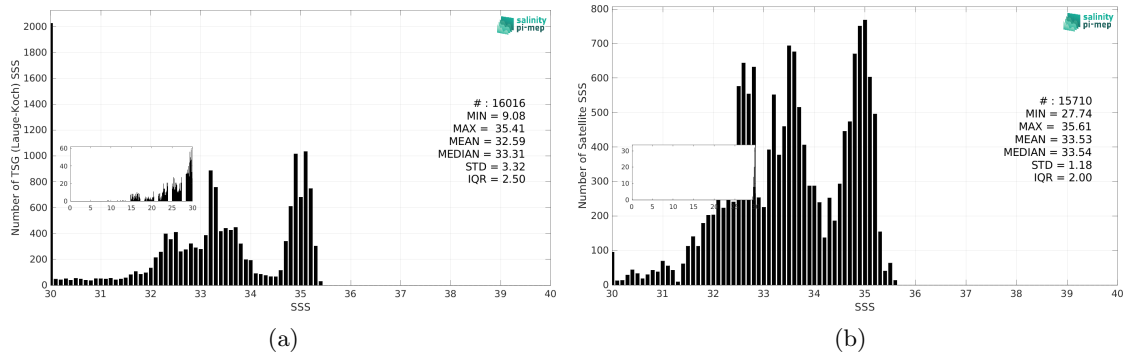 2000
1800
1600
1400
1200
1000
800
600
400
200
0
Number of TSG (Lauge-Koch) SSS
salinity
pi-mep
# : 16016
MIN = 9.08
MAX = 35.41
MEAN = 32.59
MEDIAN = 33.31
STD = 3.32
IQR = 2.50
60
40
20
0
0 5 10 15 20 25 30
30 31 32 33 34 35 36 37 38 39 40
SSS
(a)
800
700
600
500
400
300
200
100
0
Number of Satellite SSS
salinity
pi-mep
# : 15710
MIN = 27.74
MAX = 35.61
MEAN = 33.53
MEDIAN = 33.54
STD = 1.18
IQR = 2.00
30
20
10
0
0 5 10 15 20 25 30
30 31 32 33 34 35 36 37 38 39 40
SSS
(b)